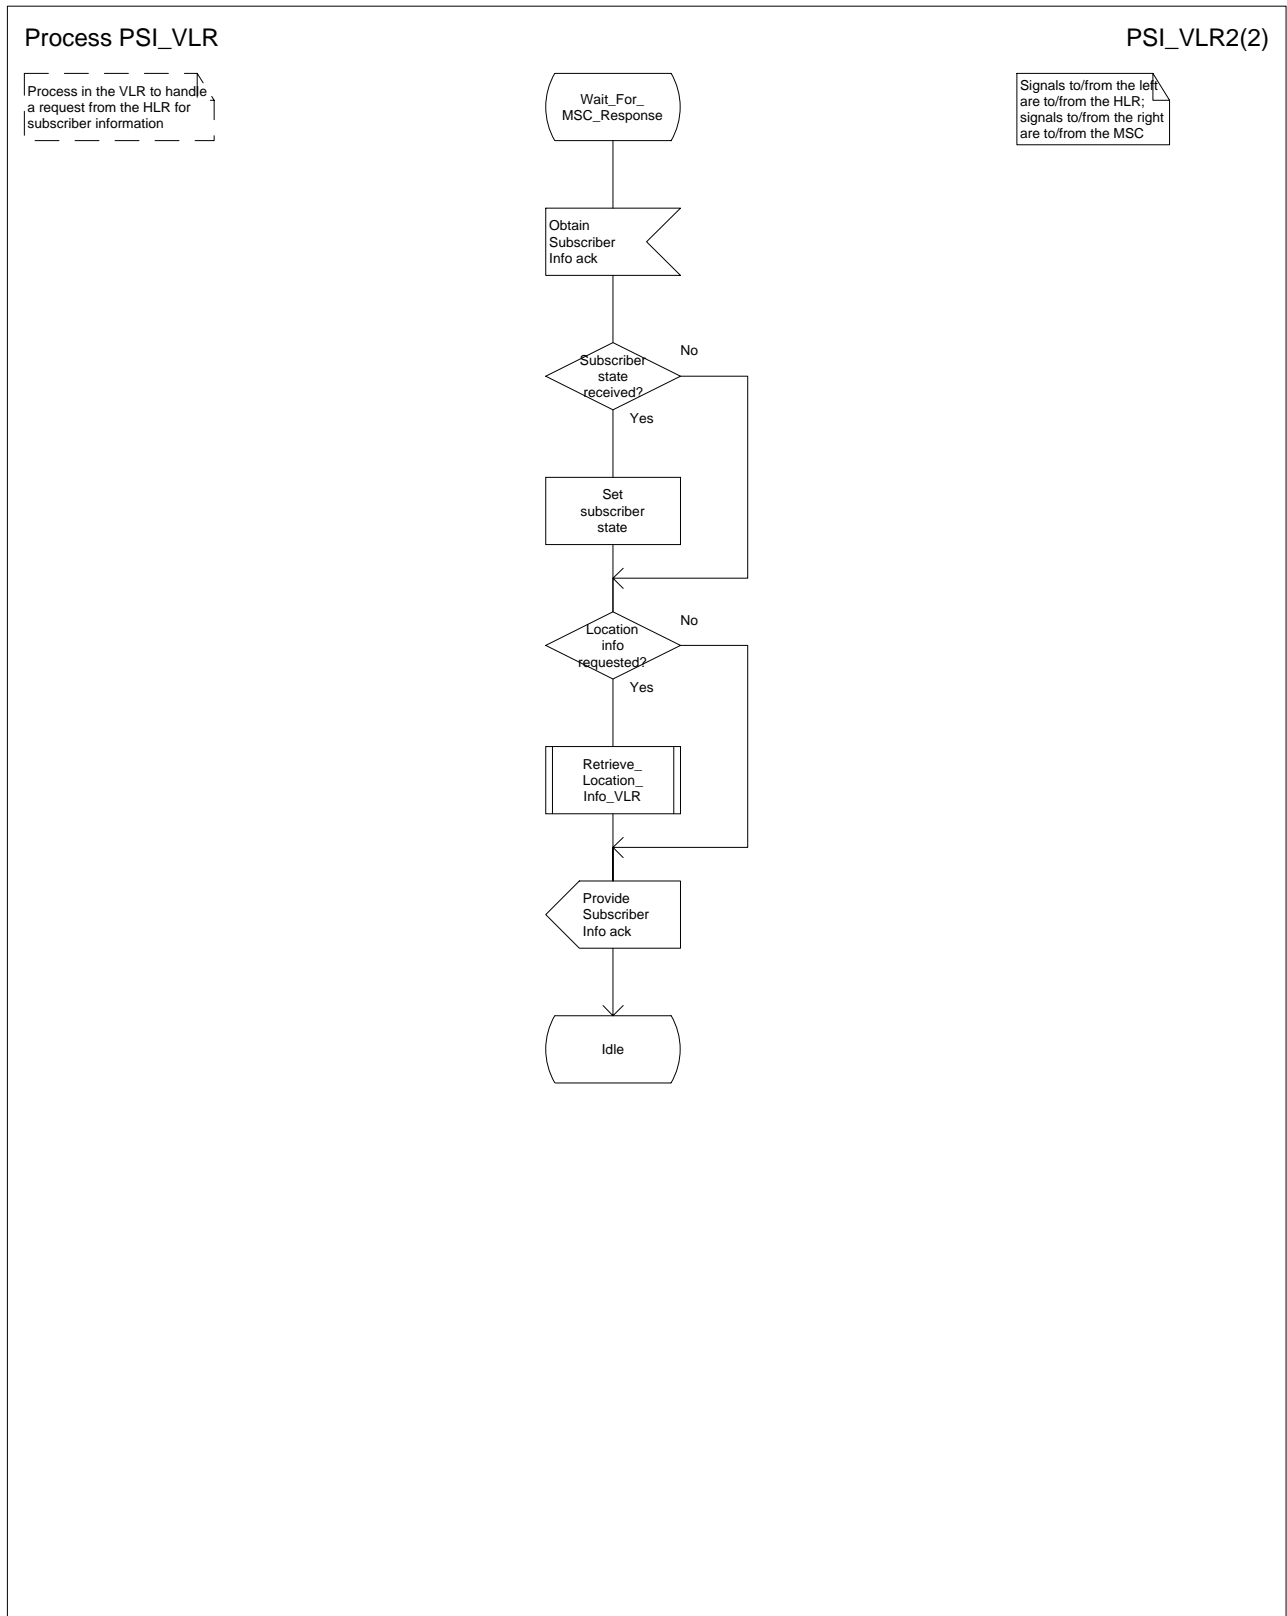 Process PSI_VLR
PSI_VLR2(2)
Process in the VLR to handle
a request from the HLR for
subscriber information
Wait_For_
MSC_Response
Signals to/from the left
are to/from the HLR;
signals to/from the right
are to/from the MSC
Obtain
Subscriber
Info ack
Subscriber
state
received?
No
Yes
Set
subscriber
state
Location
info
requested?
No
Yes
Retrieve_
Location_
Info_VLR
Provide
Subscriber
Info ack
Idle